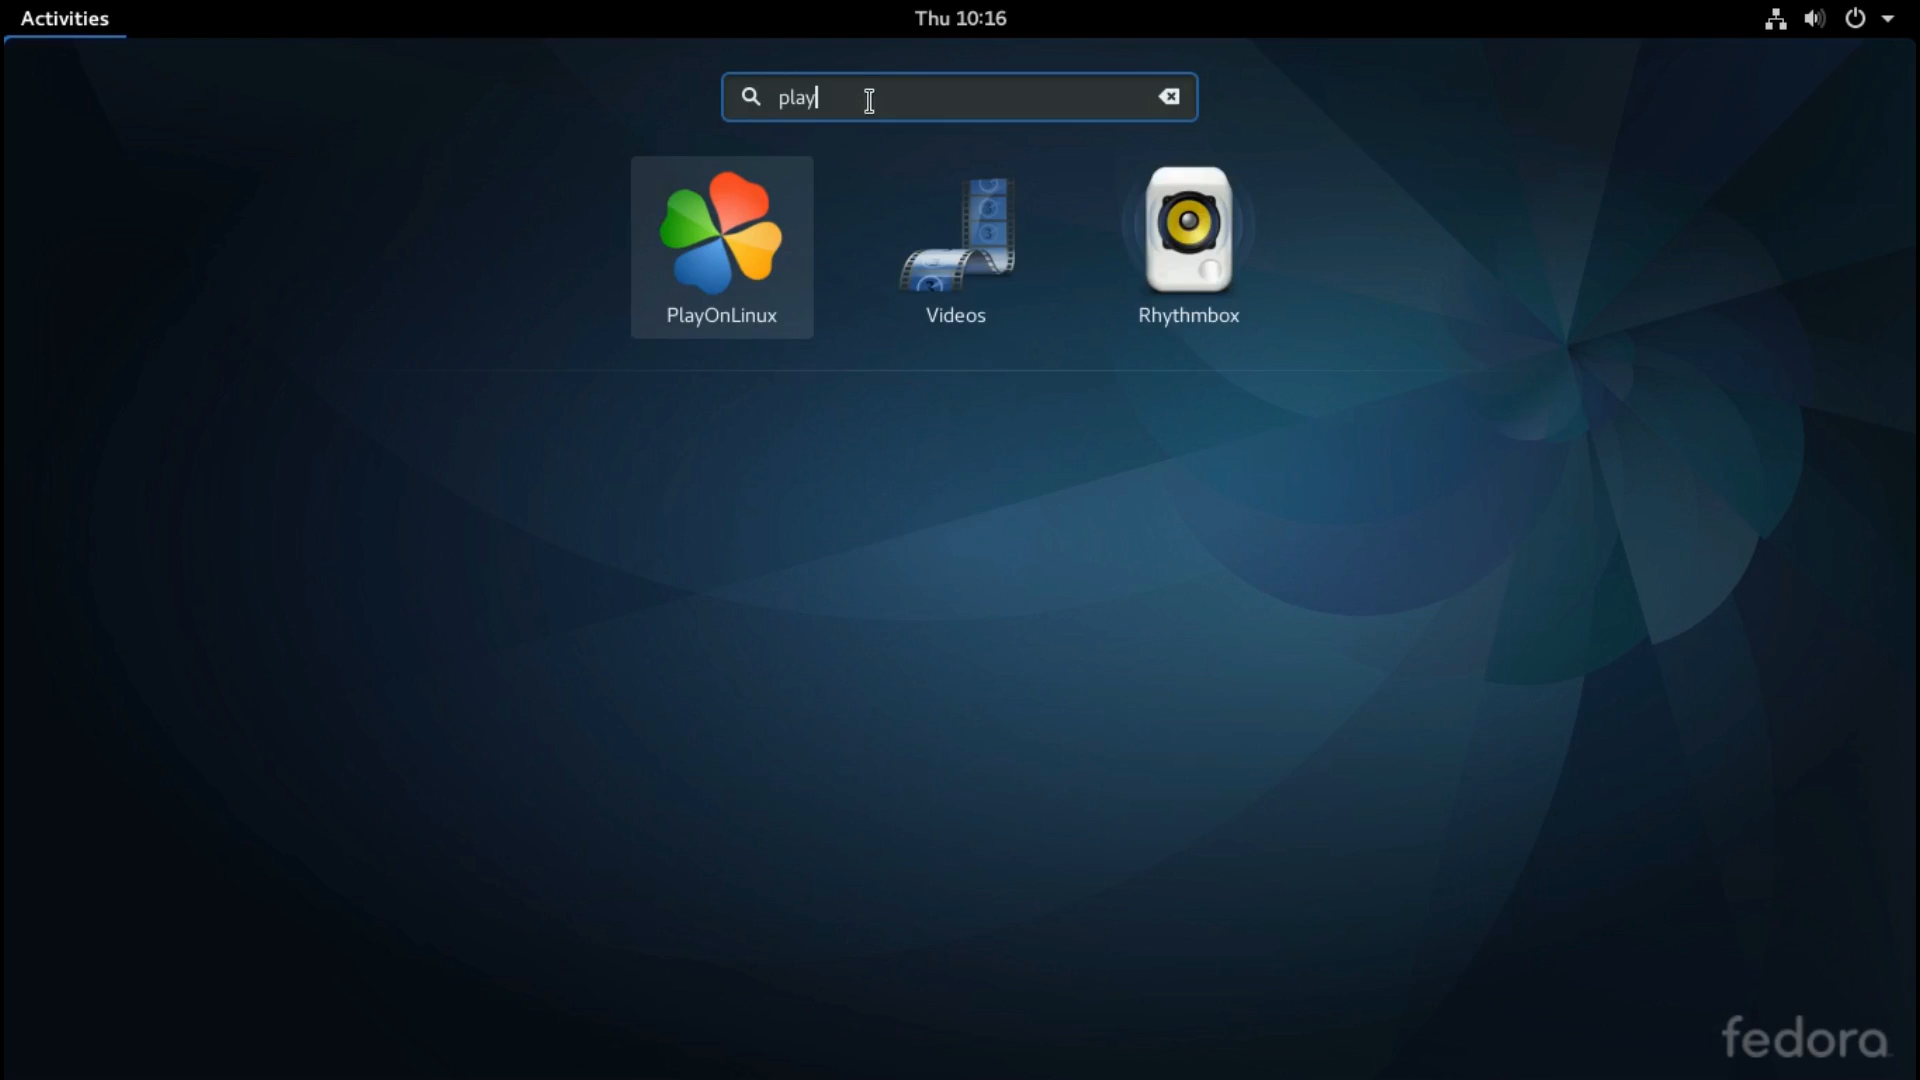 Activities
Thu 10:16
play
PlayOnLinux
Videos
Rhythmbox
fedora